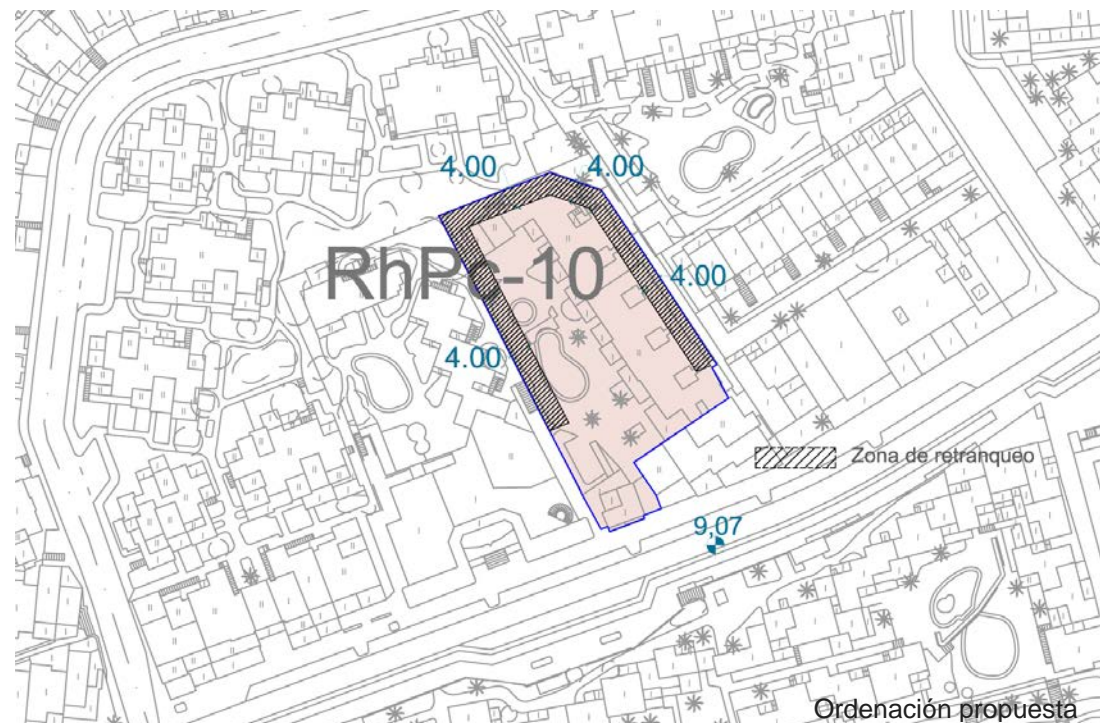 4.00 4.00
RhPc-10
4.00
4.00
Zona de retranqueo
9,07
Ordenación propuesta